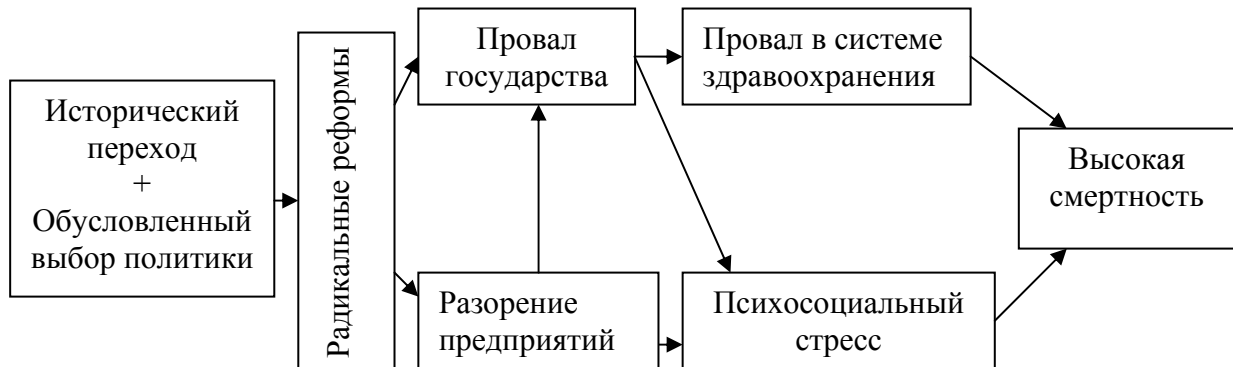 Исторический
переход
+
Обусловленный
выбор политики
Радикальные реформы
Провал
государства
Провал в системе
здравоохранения
Разорение
предприятий
Психосоциальный
стресс
Высокая
смертность